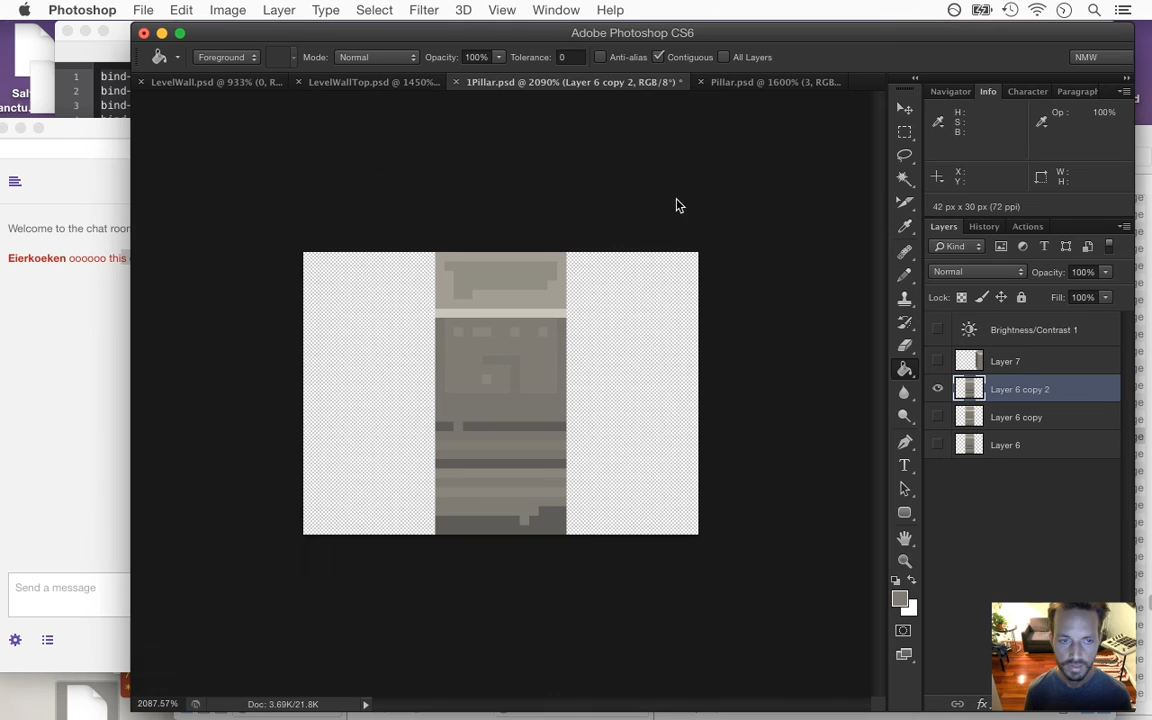 Photoshop File Edit Image Layer Type Select Filter 3D View Window Help
Adobe Photoshop CS6
Foreground Mode: Normal Opacity: 100% Tolerance: 0 Anti-alias Contiguous All Layers NMW
LevelWall.psd @ 933% (0, R... LevelWallTop.psd @ 1450%... 1Pillar.psd @ 2090% (Layer 6 copy 2, RGB/8*) * Pillar.psd @ 1600% (3, RGB...
1 bind-
2 bind-
3 bind-
Navigator Info Character Paragraph
H:
S:
B:
Op: 100%
X:
Y:
W:
H:
42 px x 30 px (72 ppi)
Layers History Actions
Kind
Normal Opacity: 100%
Lock: Fill: 100%
Brightness/Contrast 1
Layer 7
Layer 6 copy 2
Layer 6 copy
Layer 6
Welcome to the chat room
Eierkoeken oooooo this
Send a message
2087.57% Doc: 3.69K/21.8K
fx